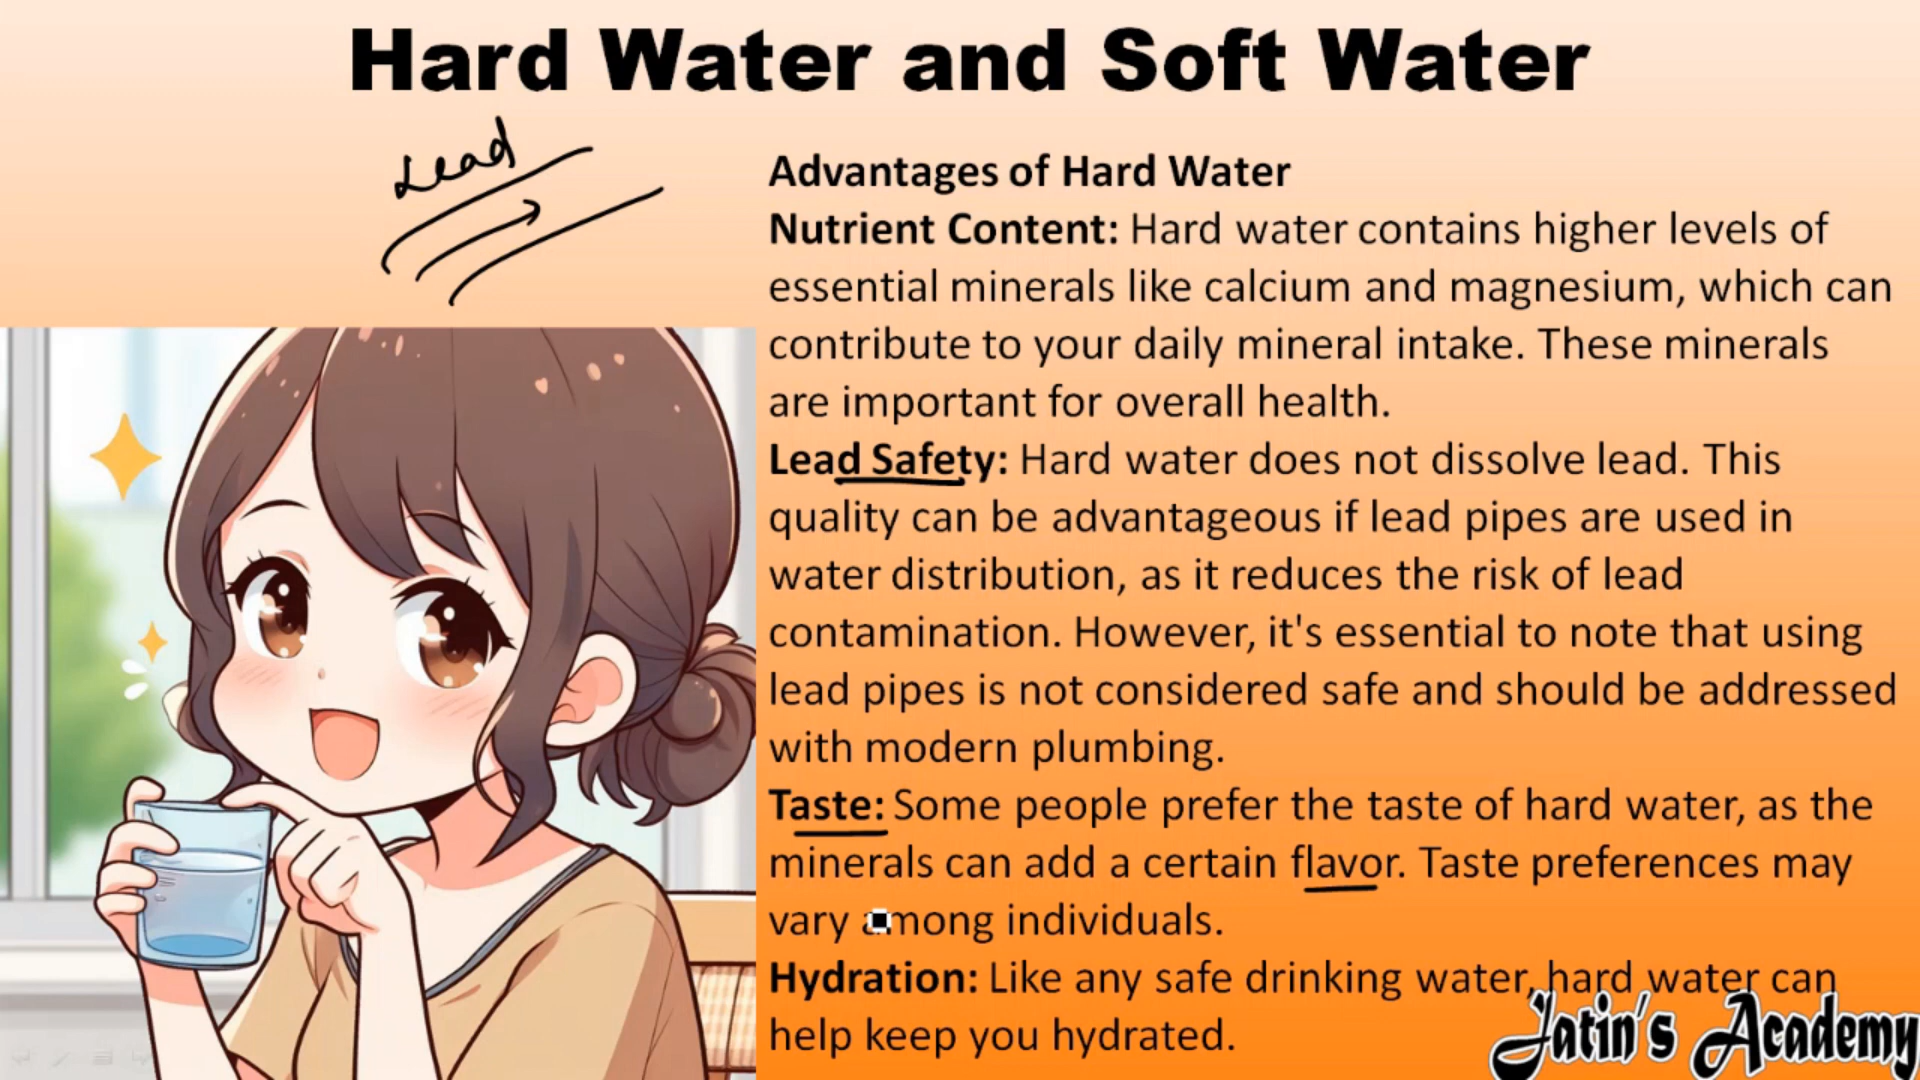 Hard Water and Soft Water
Lead
Advantages of Hard Water
Nutrient Content: Hard water contains higher levels of
essential minerals like calcium and magnesium, which can
contribute to your daily mineral intake. These minerals
are important for overall health.
Lead Safety: Hard water does not dissolve lead. This
quality can be advantageous if lead pipes are used in
water distribution, as it reduces the risk of lead
contamination. However, it's essential to note that using
lead pipes is not considered safe and should be addressed
with modern plumbing.
Taste: Some people prefer the taste of hard water, as the
minerals can add a certain flavor. Taste preferences may
vary among individuals.
Hydration: Like any safe drinking water, hard water can
help keep you hydrated.
Jatin's Academy